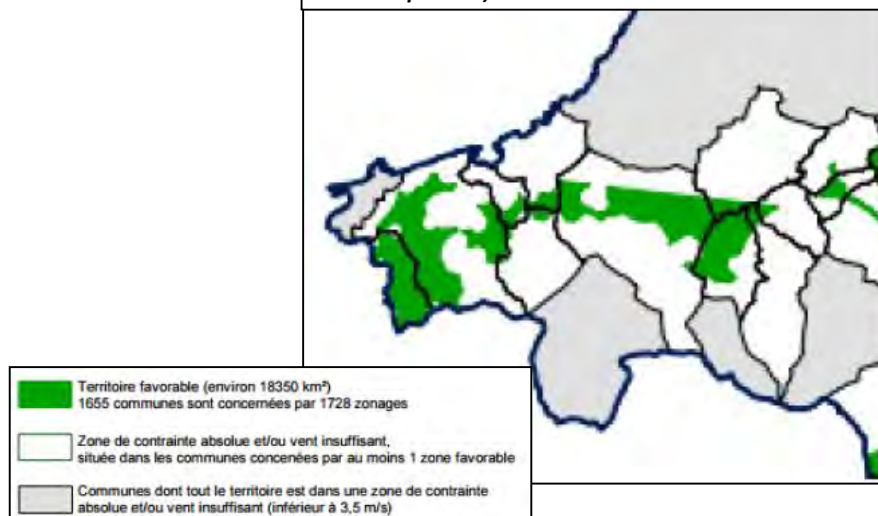 Territoire favorable (environ 18350 km²)
1655 communes sont concernées par 1728 zonages
Zone de contrainte absolue et/ou vent insuffisant,
située dans les communes concenées par au moins 1 zone favorable
Communes dont tout le territoire est dans une zone de contrainte
absolue et/ou vent insuffisant (inférieur à 3,5 m/s)